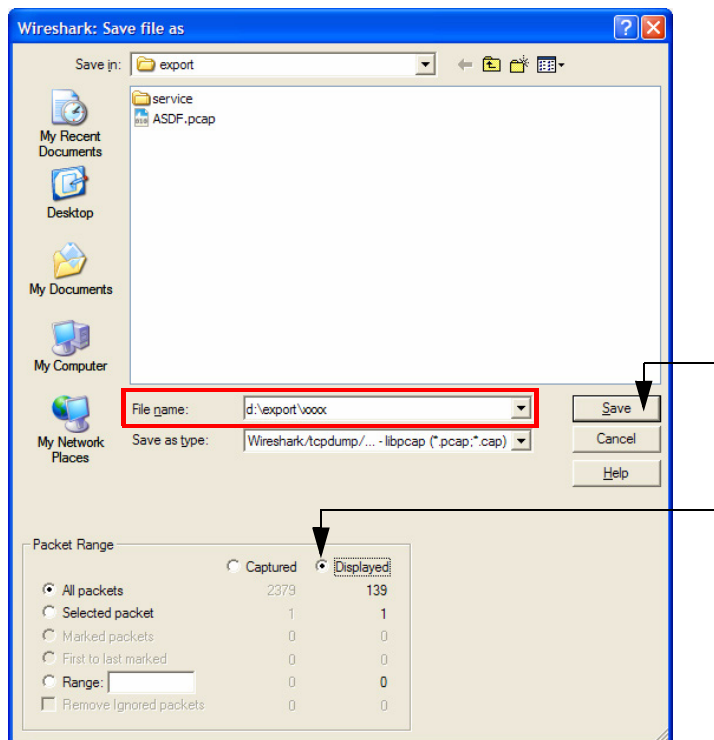 Wireshark: Save file as
Save in: export
service
ASDF.pcap
My Recent
Documents
Desktop
My Documents
My Computer
My Network
Places
File name: d:\export\xxxx
Save as type: Wireshark/tcpdump/... - libpcap (*.pcap;*.cap)
Save
Cancel
Help
Packet Range
Captured Displayed
All packets 2379 139
Selected packet 1 1
Marked packets 0 0
First to last marked 0 0
Range: 0 0
Remove Ignored packets 0 0